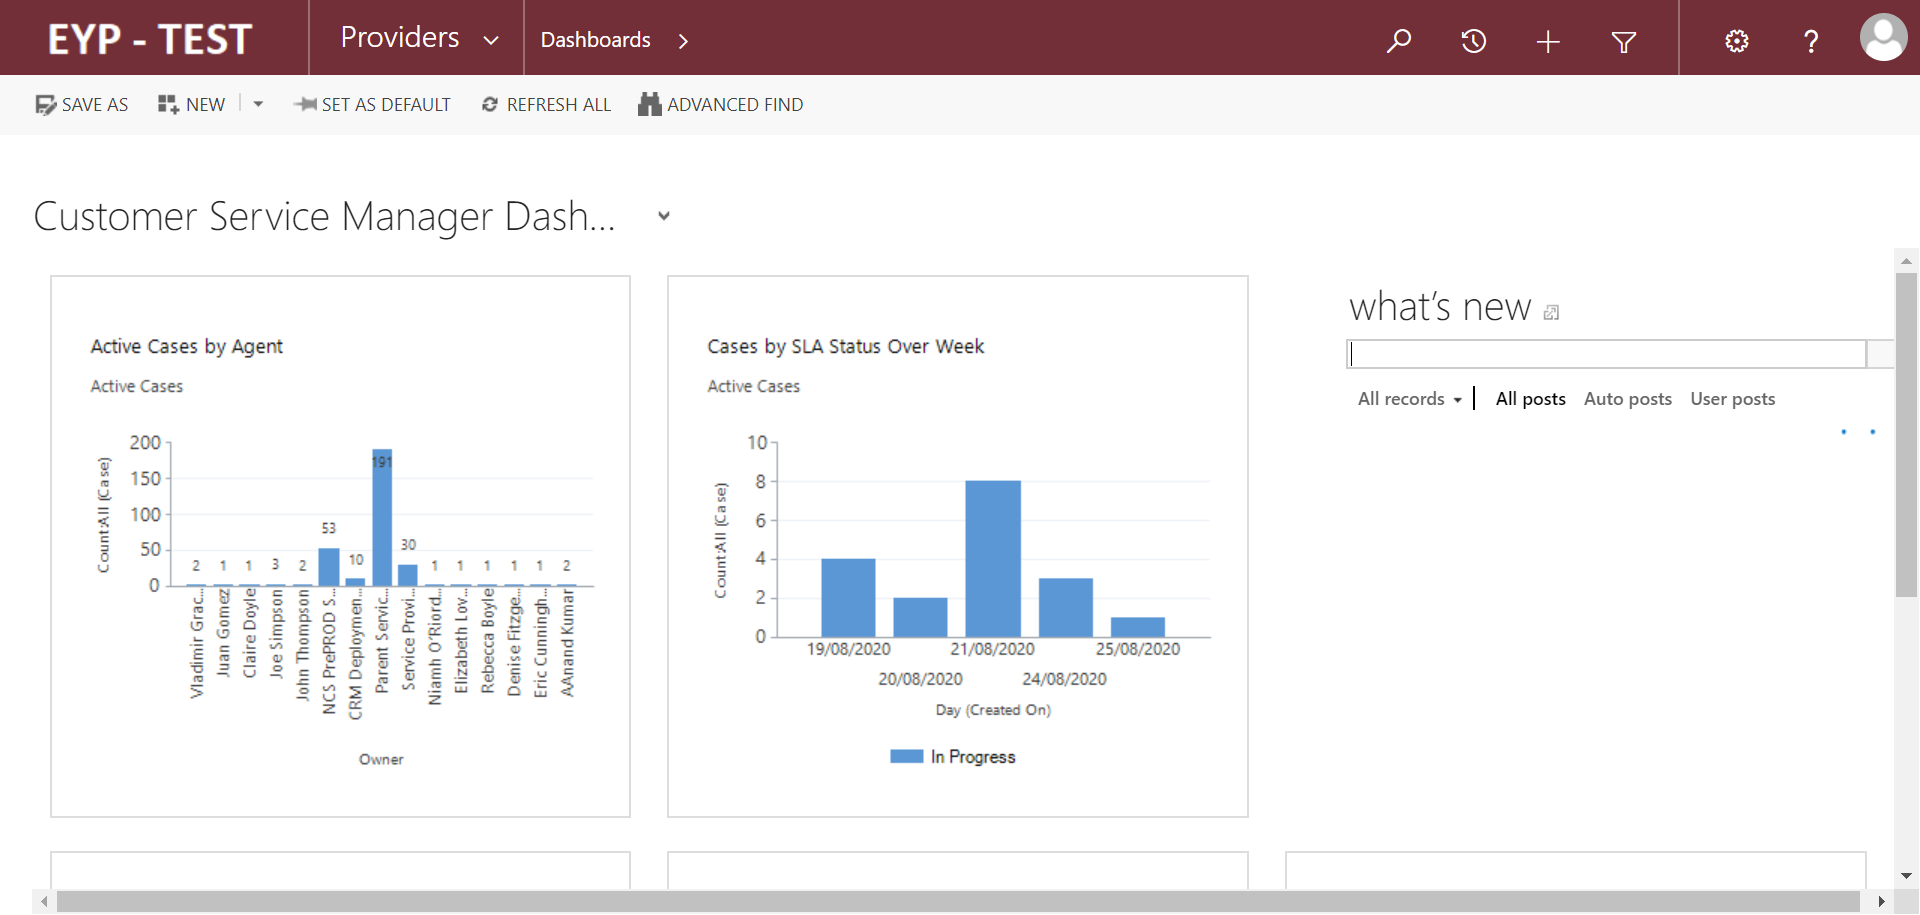 EYP - TEST
Providers
Dashboards
?
SAVE AS
NEW
SET AS DEFAULT
REFRESH ALL
ADVANCED FIND
Customer Service Manager Dash...
Active Cases by Agent
Active Cases
Count:All (Case)
200
150
100
50
0
2
1
1
3
2
53
10
191
30
1
1
1
1
1
2
Vladimir Grac...
Juan Gomez
Claire Doyle
Joe Simpson
John Thompson
NCS PrePROD S...
CRM Deploymen...
Parent Servic...
Service Provi...
Niamh O'Riord...
Elizabeth Lov...
Rebecca Boyle
Denise Fitzge...
Eric Cunningh...
AAnand Kumar
Owner
Cases by SLA Status Over Week
Active Cases
Count:All (Case)
10
8
6
4
2
0
19/08/2020
20/08/2020
21/08/2020
24/08/2020
25/08/2020
Day (Created On)
In Progress
what's new
All records
All posts
Auto posts
User posts